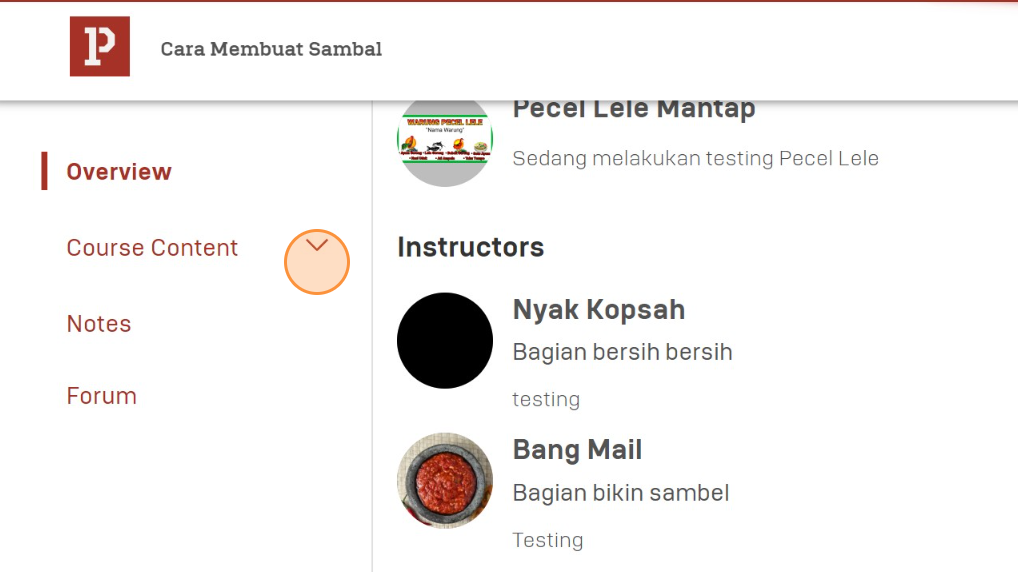 P
Cara Membuat Sambal
Overview
Course Content
Notes
Forum
Pecel Lele Mantap
WARUNG PECEL LELE
"Nama Warung"
Sedang melakukan testing Pecel Lele
Instructors
Nyak Kopsah
Bagian bersih bersih
testing
Bang Mail
Bagian bikin sambel
Testing